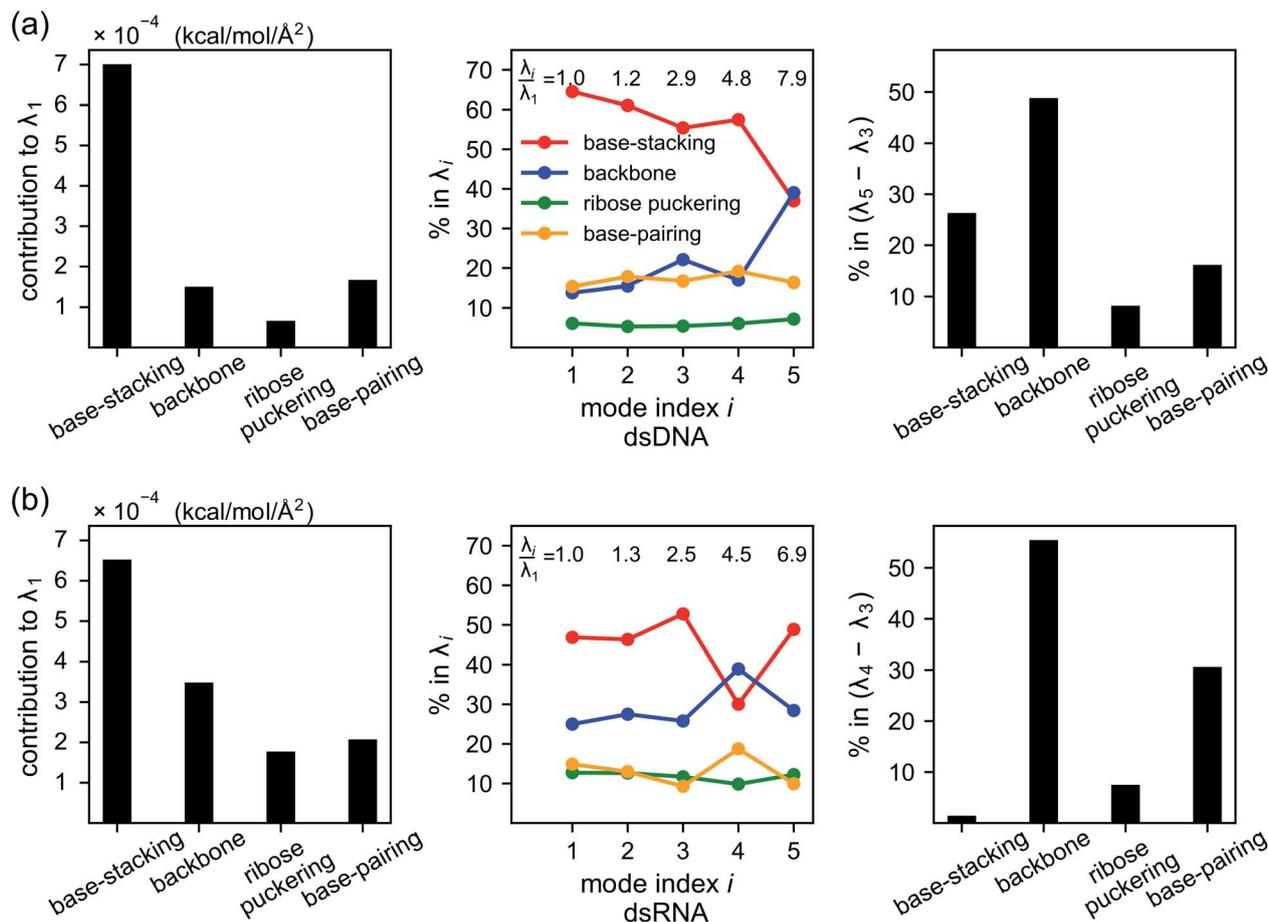 (a)
× 10⁻⁴ (kcal/mol/Å²)
contribution to λ₁
7
6
5
4
3
2
1
base-stacking
backbone
ribose
puckering
base-pairing
% in λᵢ
70
60
50
40
30
20
10
λᵢ/λ₁ =1.0 1.2 2.9 4.8 7.9
base-stacking
backbone
ribose puckering
base-pairing
1 2 3 4 5
mode index i
dsDNA
% in (λ₅ − λ₃)
50
40
30
20
10
base-stacking
backbone
ribose
puckering
base-pairing
(b)
× 10⁻⁴ (kcal/mol/Å²)
contribution to λ₁
7
6
5
4
3
2
1
base-stacking
backbone
ribose
puckering
base-pairing
% in λᵢ
70
60
50
40
30
20
10
λᵢ/λ₁ =1.0 1.3 2.5 4.5 6.9
1 2 3 4 5
mode index i
dsRNA
% in (λ₄ − λ₃)
50
40
30
20
10
base-stacking
backbone
ribose
puckering
base-pairing